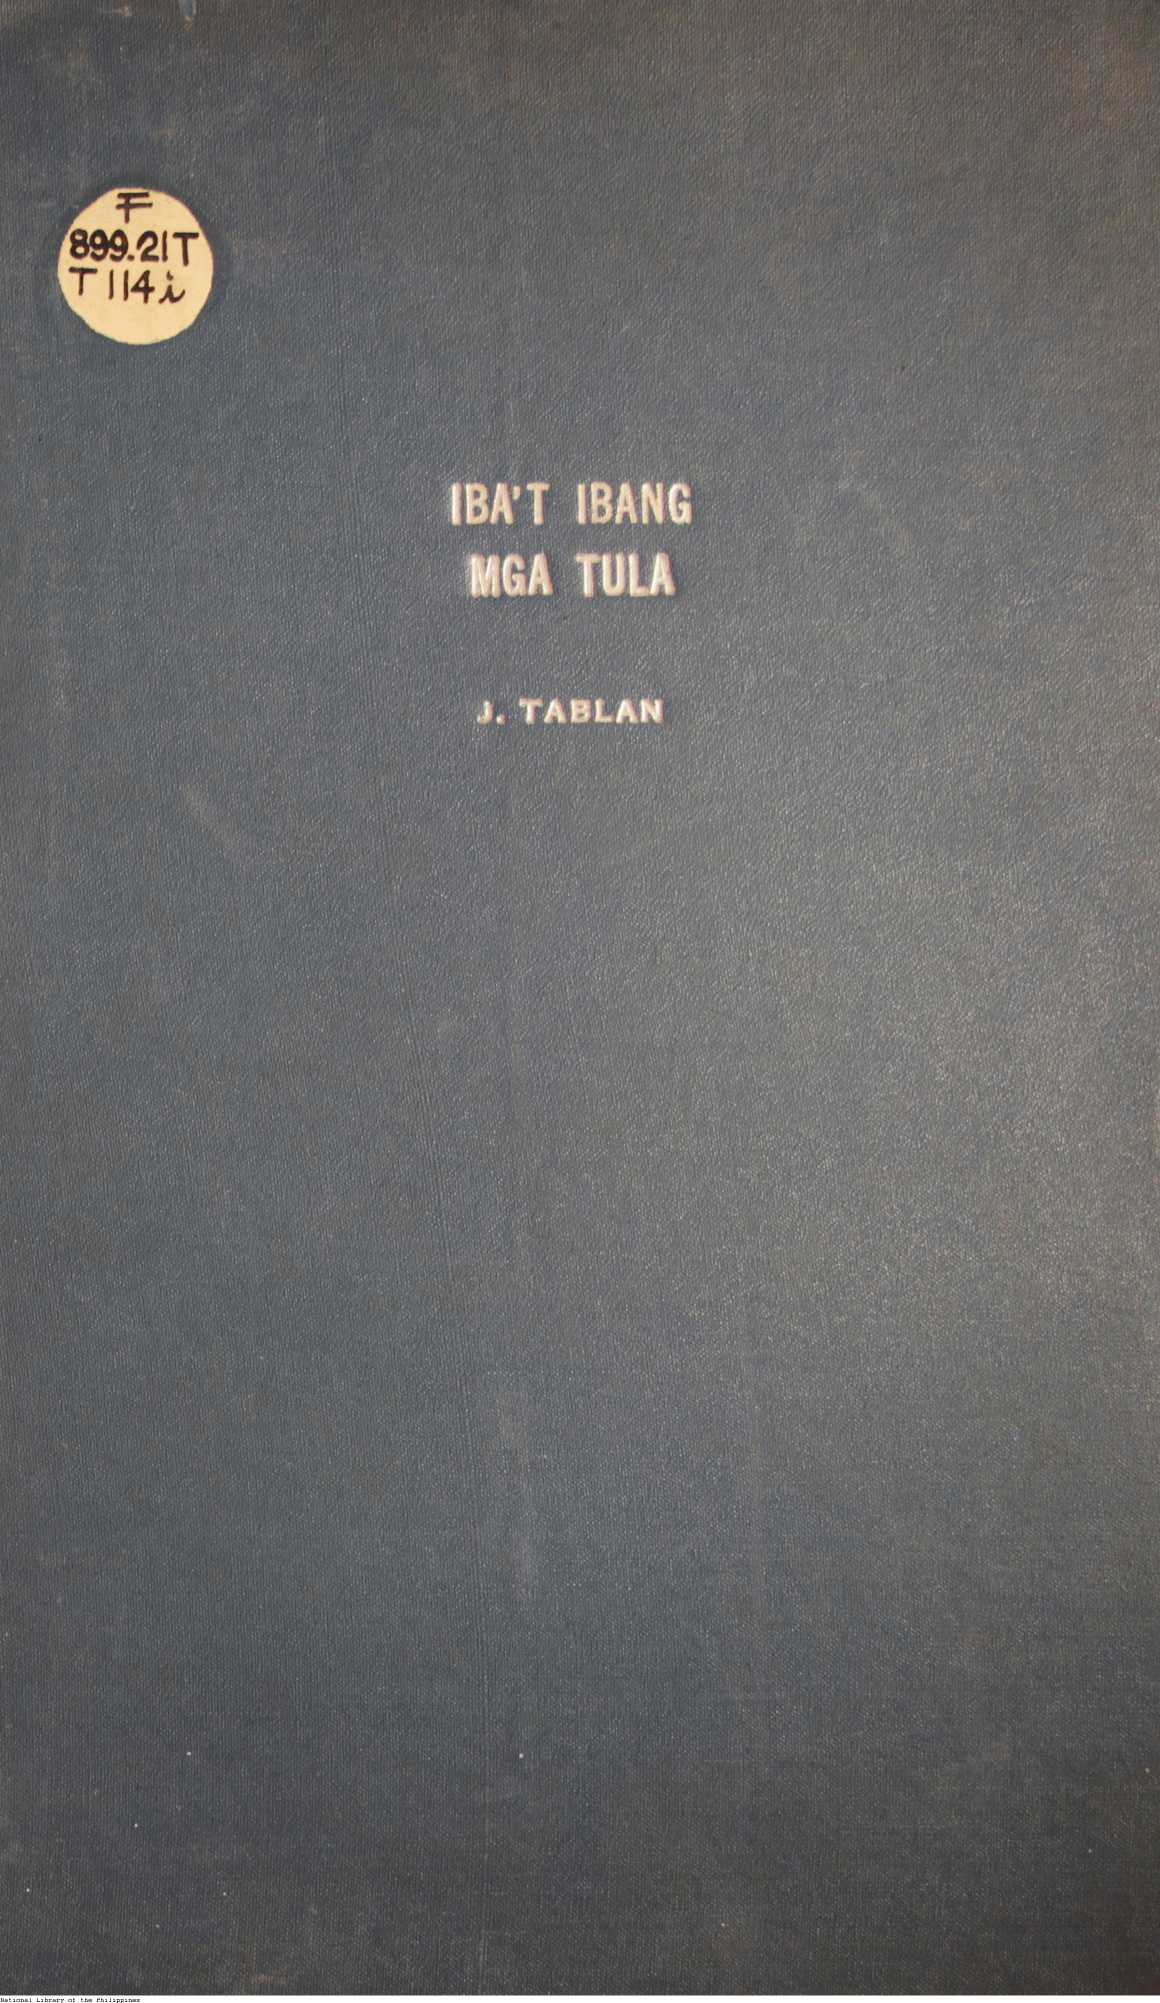 F
899.21T
T114i
IBA'T IBANG
MGA TULA
J. TABLAN
National Library of the Philippines